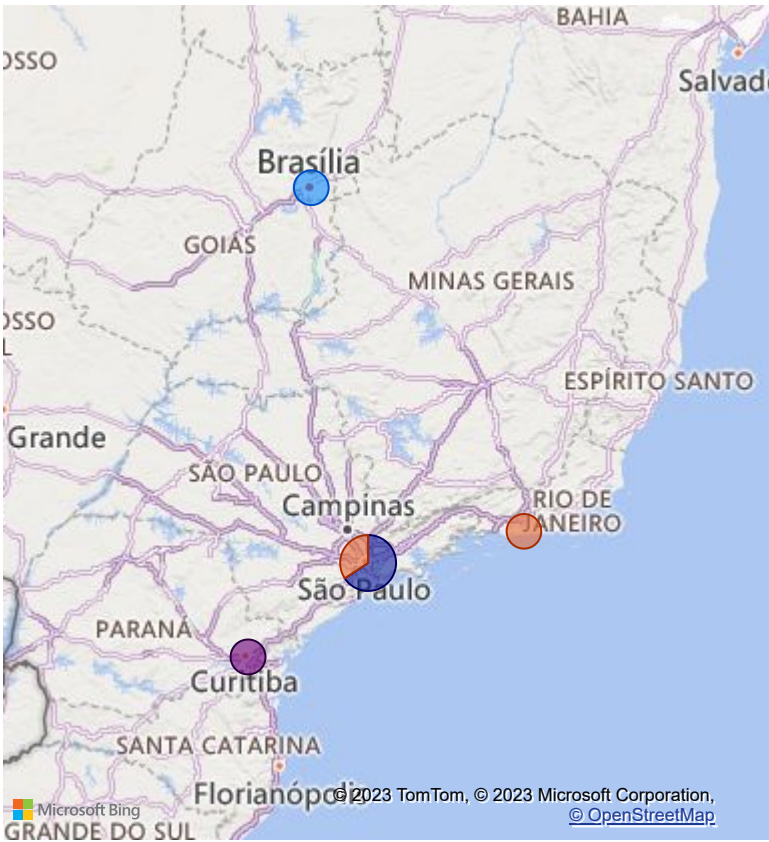 BAHIA
OSSO
Salvad
Brasília
GOIÁS
MINAS GERAIS
OSSO
L
ESPÍRITO SANTO
Grande
SÃO PAULO
RIO DE
JANEIRO
Campinas
São Paulo
PARANÁ
Curitiba
SANTA CATARINA
Florianópolis
© 2023 TomTom, © 2023 Microsoft Corporation,
© OpenStreetMap
Microsoft Bing
GRANDE DO SUL